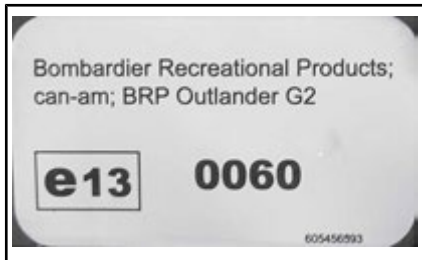 Bombardier Recreational Products;
can-am; BRP Outlander G2
e13 0060
605456593